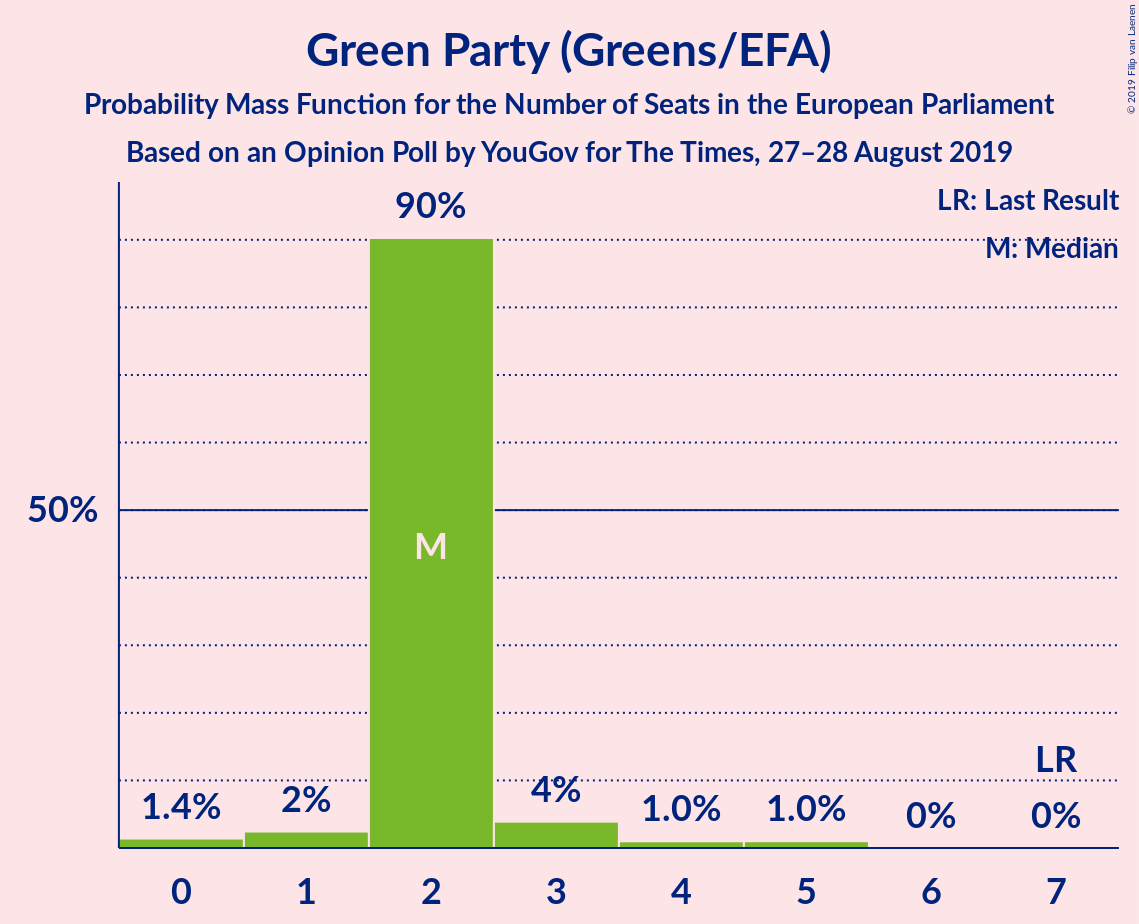 Green Party (Greens/EFA)
Probability Mass Function for the Number of Seats in the European Parliament
Based on an Opinion Poll by YouGov for The Times, 27–28 August 2019
© 2019 Filip van Laenen
LR: Last Result
M: Median
90%
50%
M
LR
1.4%
2%
4%
1.0%
1.0%
0%
0%
0
1
2
3
4
5
6
7